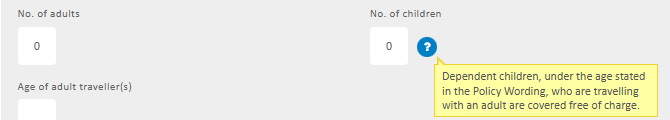 No. of adults
No. of children
0
0
?
Dependent children, under the age stated
in the Policy Wording, who are travelling
with an adult are covered free of charge.
Age of adult traveller(s)